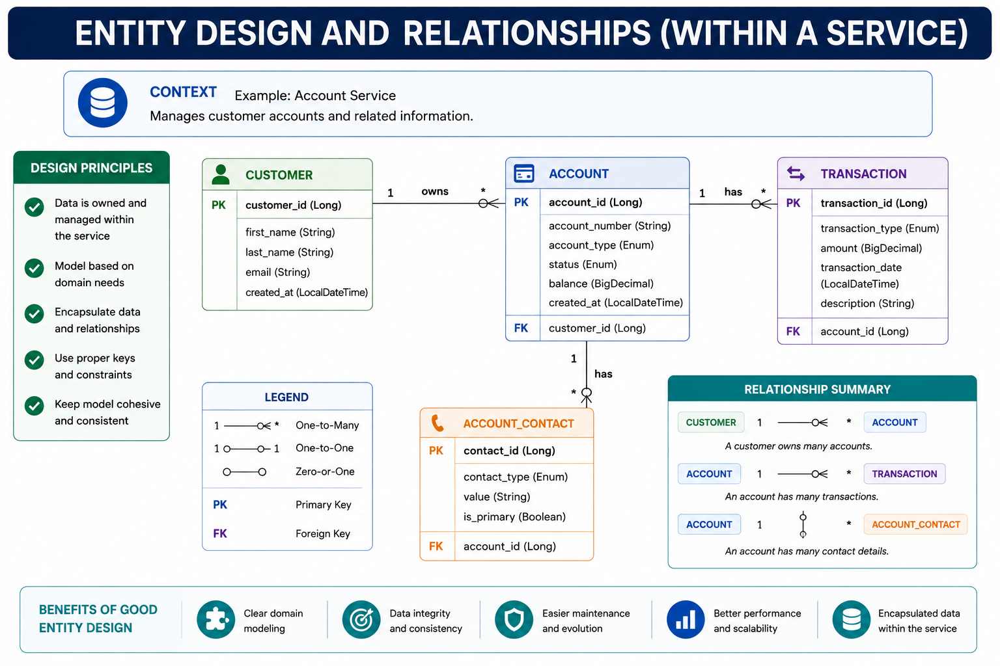 ENTITY DESIGN AND RELATIONSHIPS (WITHIN A SERVICE)
CONTEXT
Example: Account Service
Manages customer accounts and related information.
DESIGN PRINCIPLES
Data is owned and
managed within
the service
Model based on
domain needs
Encapsulate data
and relationships
Use proper keys
and constraints
Keep model cohesive
and consistent
CUSTOMER
PK customer_id (Long)
first_name (String)
last_name (String)
email (String)
created_at (LocalDateTime)
1 owns *
ACCOUNT
PK account_id (Long)
account_number (String)
account_type (Enum)
status (Enum)
balance (BigDecimal)
created_at (LocalDateTime)
FK customer_id (Long)
1 has *
TRANSACTION
PK transaction_id (Long)
transaction_type (Enum)
amount (BigDecimal)
transaction_date
(LocalDateTime)
description (String)
FK account_id (Long)
1
has
*
ACCOUNT_CONTACT
PK contact_id (Long)
contact_type (Enum)
value (String)
is_primary (Boolean)
FK account_id (Long)
LEGEND
1 * One-to-Many
1 1 One-to-One
Zero-or-One
PK Primary Key
FK Foreign Key
RELATIONSHIP SUMMARY
CUSTOMER 1 * ACCOUNT
A customer owns many accounts.
ACCOUNT 1 * TRANSACTION
An account has many transactions.
ACCOUNT 1 * ACCOUNT_CONTACT
An account has many contact details.
BENEFITS OF GOOD
ENTITY DESIGN
Clear domain
modeling
Data integrity
and consistency
Easier maintenance
and evolution
Better performance
and scalability
Encapsulated data
within the service